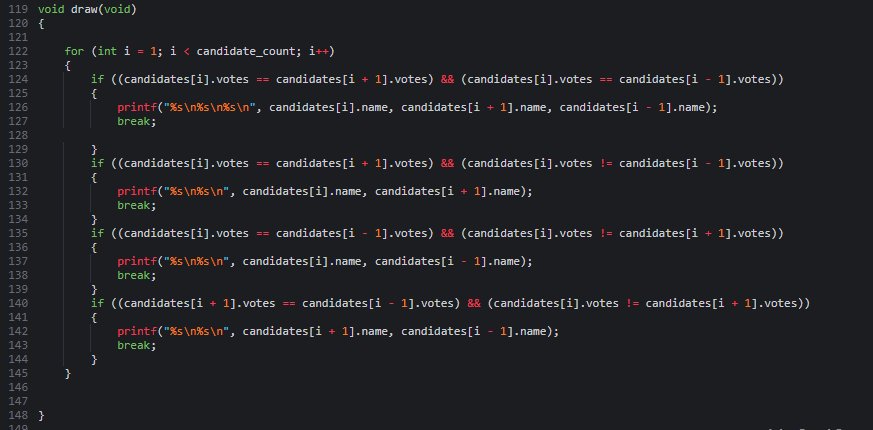 119 void draw(void)
120 {
121
122     for (int i = 1; i < candidate_count; i++)
123     {
124         if ((candidates[i].votes == candidates[i + 1].votes) && (candidates[i].votes == candidates[i - 1].votes))
125         {
126             printf("%s\n%s\n%s\n", candidates[i].name, candidates[i + 1].name, candidates[i - 1].name);
127             break;
128
129         }
130         if ((candidates[i].votes == candidates[i + 1].votes) && (candidates[i].votes != candidates[i - 1].votes))
131         {
132             printf("%s\n%s\n", candidates[i].name, candidates[i + 1].name);
133             break;
134         }
135         if ((candidates[i].votes == candidates[i - 1].votes) && (candidates[i].votes != candidates[i + 1].votes))
136         {
137             printf("%s\n%s\n", candidates[i].name, candidates[i - 1].name);
138             break;
139         }
140         if ((candidates[i + 1].votes == candidates[i - 1].votes) && (candidates[i].votes != candidates[i + 1].votes))
141         {
142             printf("%s\n%s\n", candidates[i + 1].name, candidates[i - 1].name);
143             break;
144         }
145     }
146
147
148 }
149